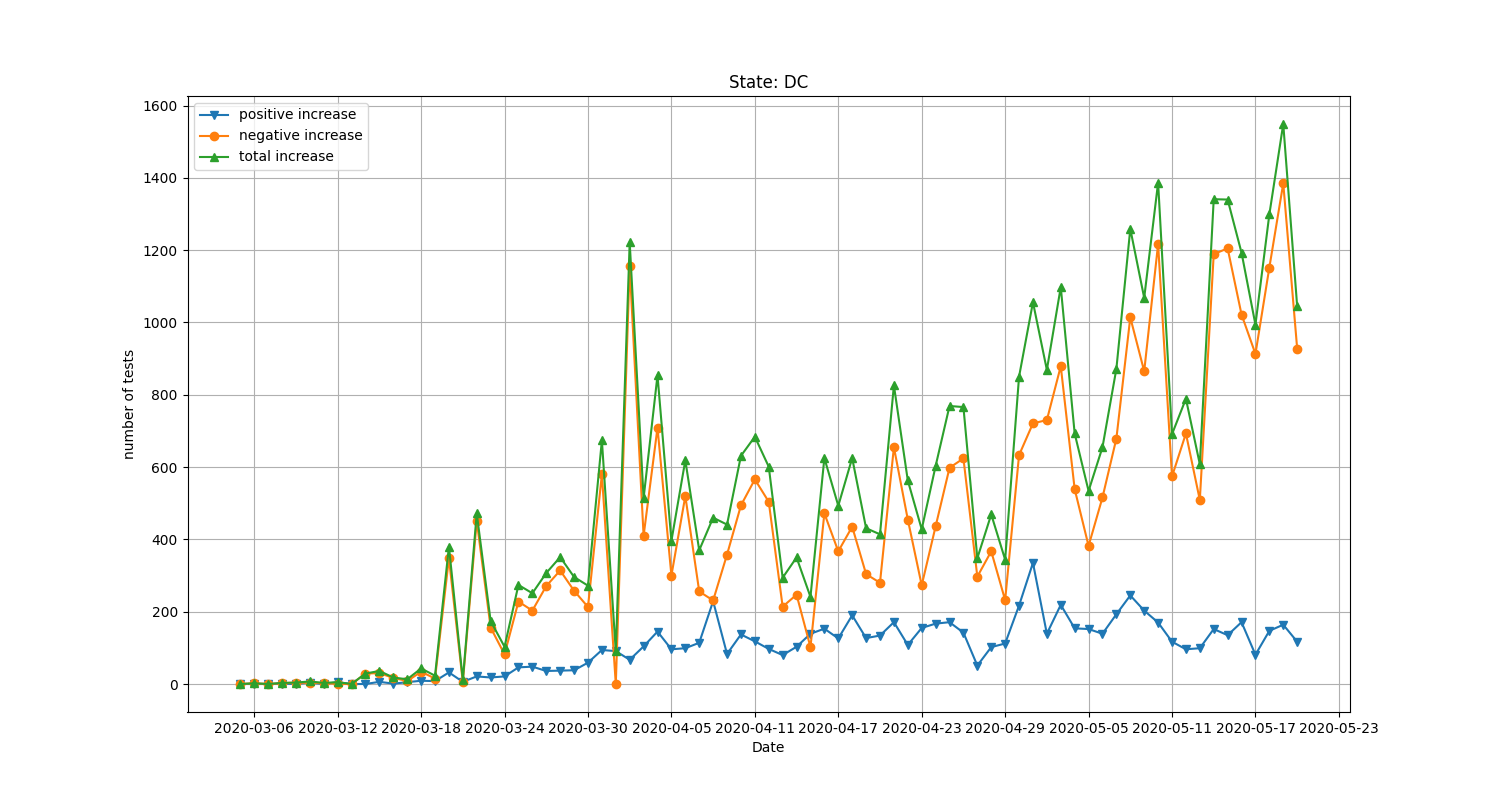 State: DC
positive increase
negative increase
total increase
1600
1400
1200
1000
800
600
400
200
0
number of tests
2020-03-06 2020-03-12 2020-03-18 2020-03-24 2020-03-30 2020-04-05 2020-04-11 2020-04-17 2020-04-23 2020-04-29 2020-05-05 2020-05-11 2020-05-17 2020-05-23
Date